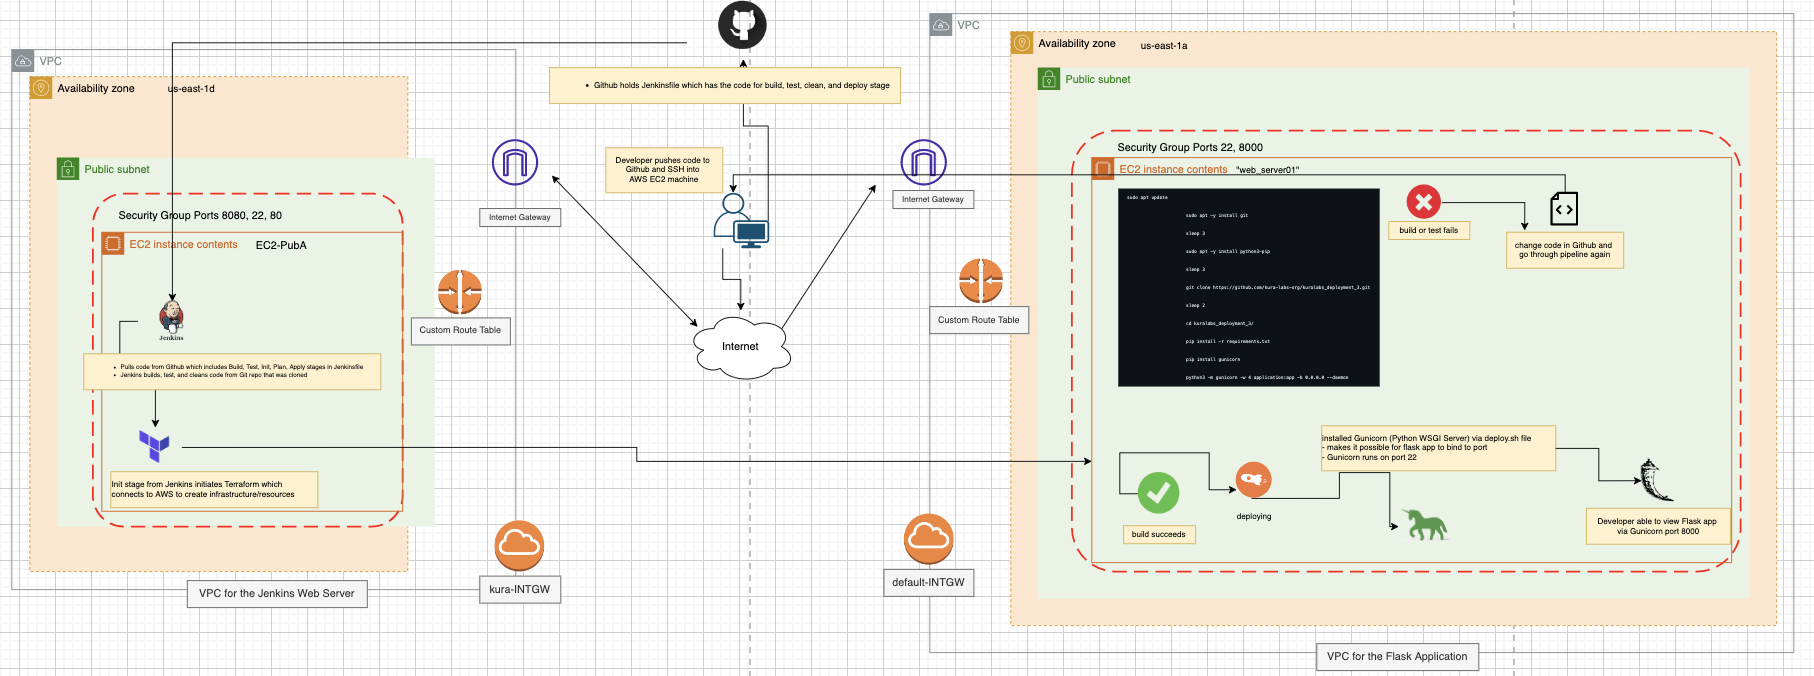 VPC
Availability zone
us-east-1d
Public subnet
Security Group Ports 8080, 22, 80
EC2 instance contents
EC2-PubA
Jenkins
• Pulls code from Github which includes Build, Test, Init, Plan, Apply stages in Jenkinsfile
• Jenkins builds, test, and cleans code from Git repo that was cloned
Init stage from Jenkins initiates Terraform which
connects to AWS to create infrastructure/resources
VPC for the Jenkins Web Server
Internet Gateway
Custom Route Table
kura-INTGW
• Github holds Jenkinsfile which has the code for build, test, clean, and deploy stage
Developer pushes code to
Github and SSH into
AWS EC2 machine
Internet
Internet Gateway
Custom Route Table
default-INTGW
VPC
Availability zone
us-east-1a
Public subnet
Security Group Ports 22, 8000
EC2 instance contents
"web_server01"
sudo apt update
sudo apt -y install git
sleep 3
sudo apt -y install python3-pip
sleep 3
git clone https://github.com/kura-labs-org/kuralabs_deployment_3.git
sleep 2
cd kuralabs_deployment_3/
pip install -r requirements.txt
pip install gunicorn
python3 -m gunicorn -w 4 application:app -b 0.0.0.0 --daemon
build or test fails
change code in Github and
go through pipeline again
installed Gunicorn (Python WSGI Server) via deploy.sh file
- makes it possible for flask app to bind to port
- Gunicorn runs on port 22
build succeeds
deploying
Developer able to view Flask app
via Gunicorn port 8000
VPC for the Flask Application